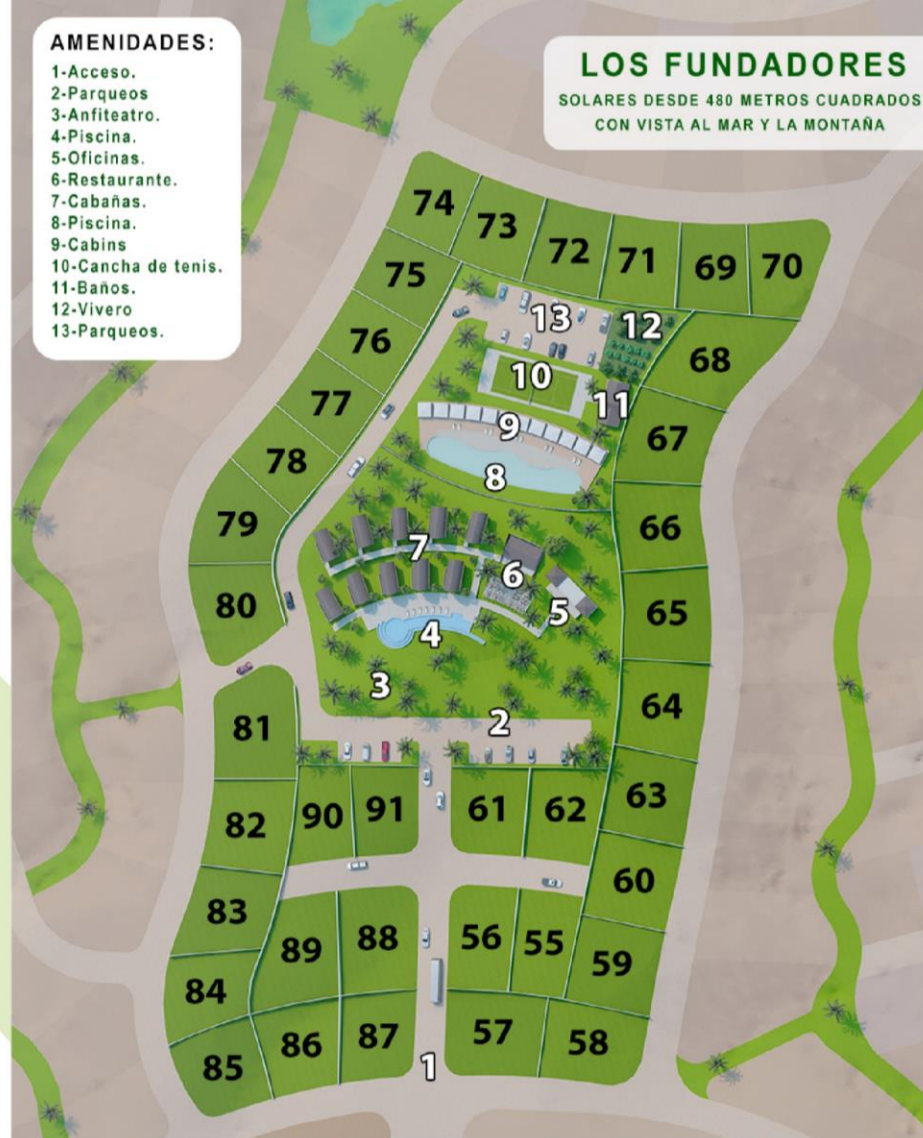 AMENIDADES:
1-Acceso.
2-Parqueos
3-Anfiteatro.
4-Piscina.
5-Oficinas.
6-Restaurante.
7-Cabañas.
8-Piscina.
9-Cabins
10-Cancha de tenis.
11-Baños.
12-Vivero
13-Parqueos.
LOS FUNDADORES
SOLARES DESDE 480 METROS CUADRADOS
CON VISTA AL MAR Y LA MONTAÑA
74
73
72
71
69
70
75
13
12
76
68
10
77
11
9
67
78
8
79
66
7
6
80
5
65
4
3
64
81
2
63
82
90
91
61
62
60
83
89
88
56
55
59
84
85
86
87
57
58
1